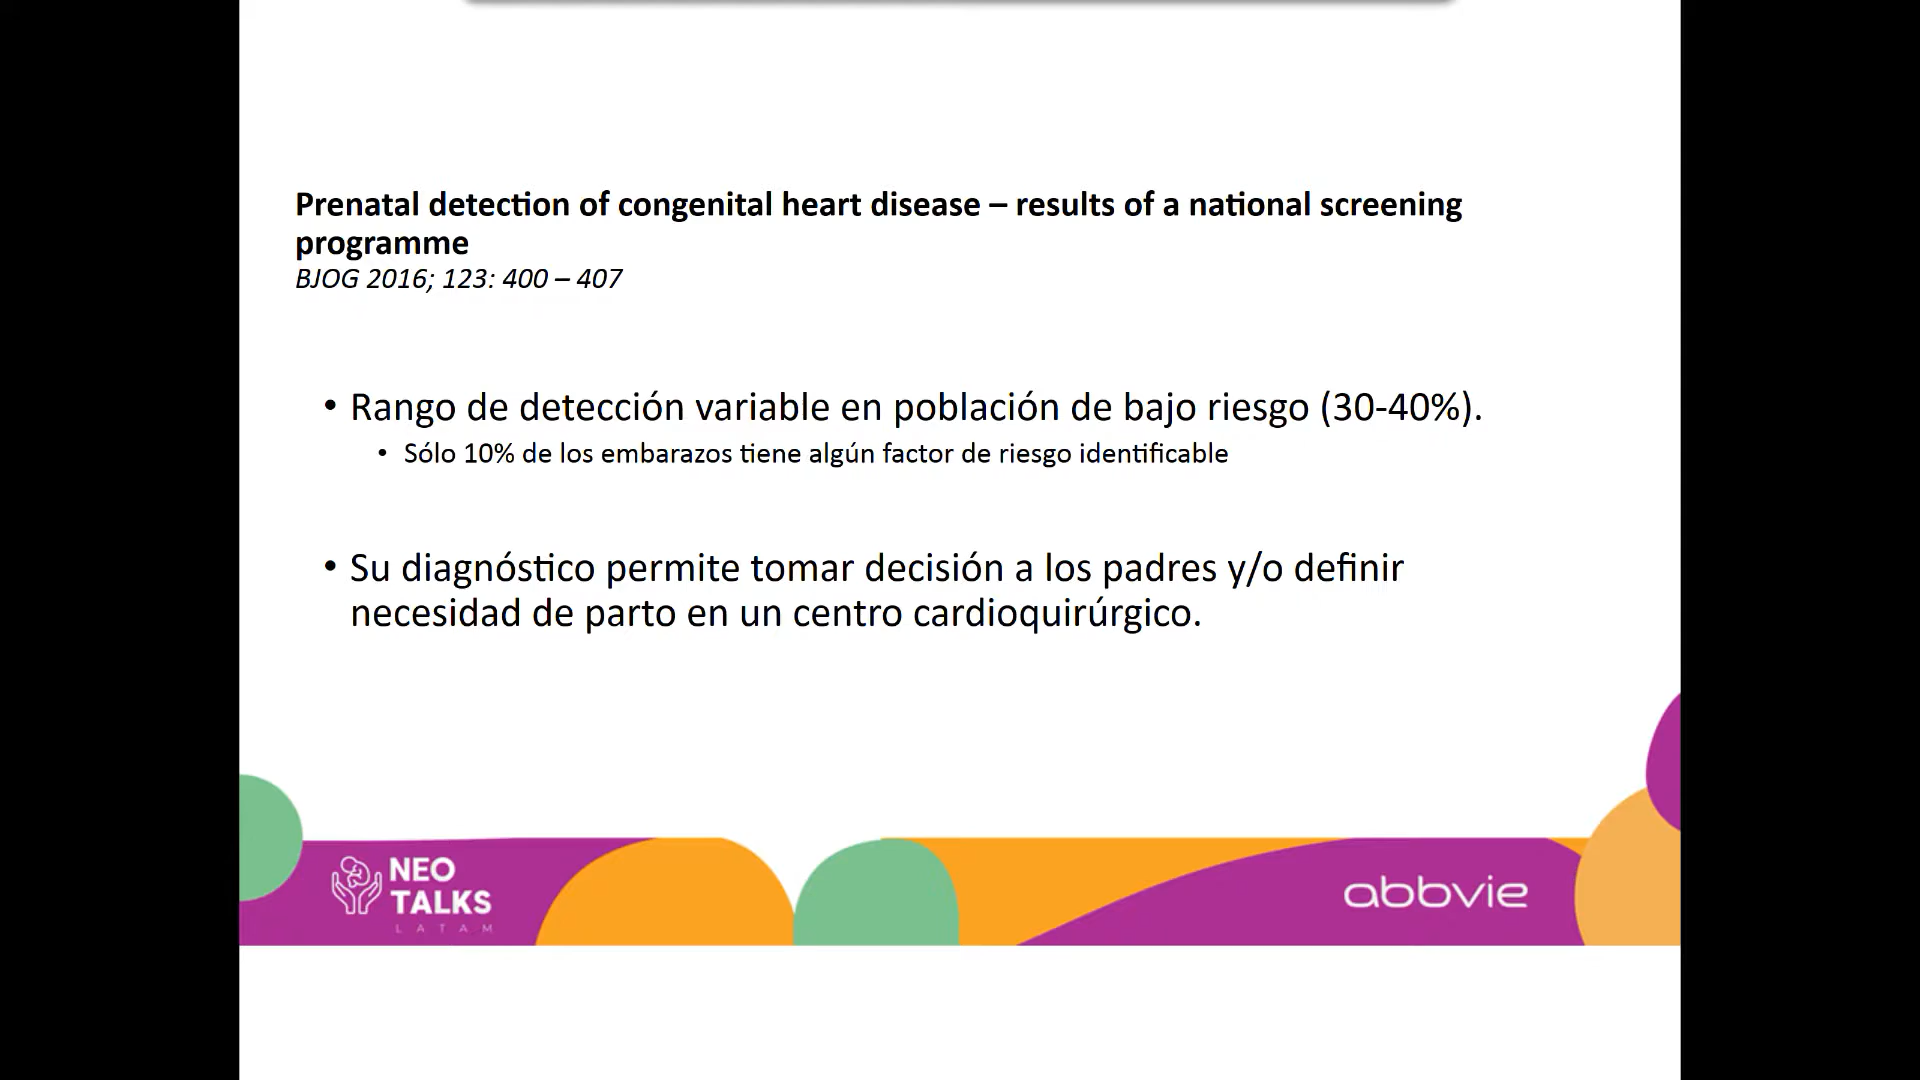 Prenatal detection of congenital heart disease – results of a national screening
programme
BJOG 2016; 123: 400 – 407
• Rango de detección variable en población de bajo riesgo (30-40%).
• Sólo 10% de los embarazos tiene algún factor de riesgo identificable
• Su diagnóstico permite tomar decisión a los padres y/o definir
necesidad de parto en un centro cardioquirúrgico.
NEO
TALKS
LATAM
abbvie